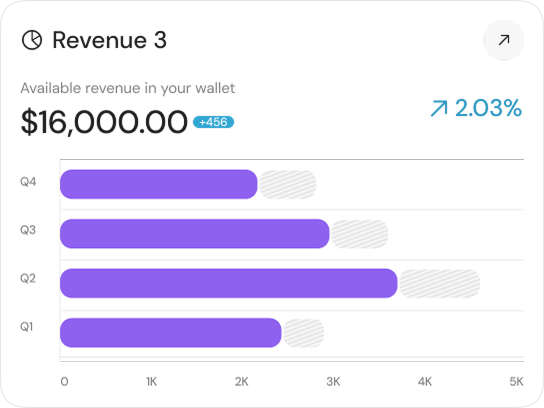 Revenue 3
Available revenue in your wallet
$16,000.00 +456
2.03%
Q4
Q3
Q2
Q1
0 1K 2K 3K 4K 5K